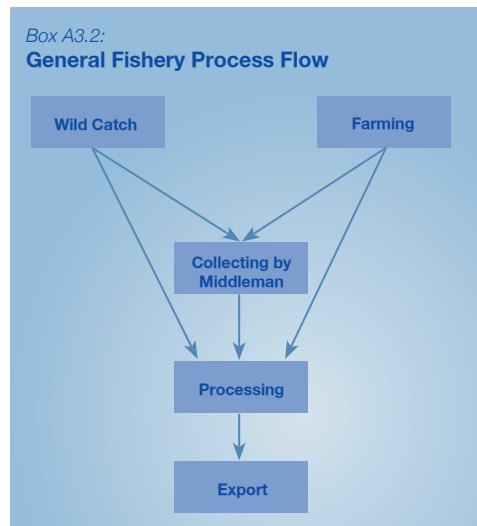 Box A3.2:
General Fishery Process Flow
Wild Catch
Farming
Collecting by
Middleman
Processing
Export